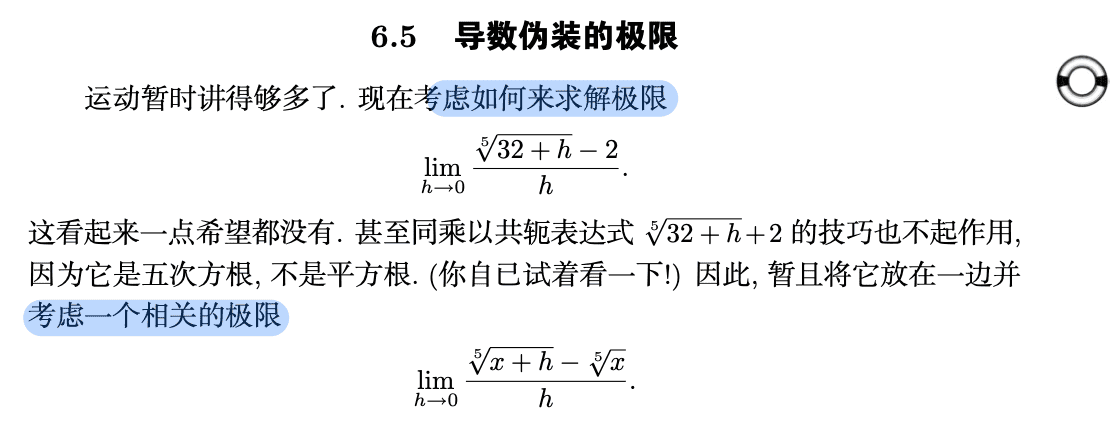 6.5 导数伪装的极限
运动暂时讲得够多了. 现在考虑如何来求解极限
lim_{h→0} \frac{\sqrt[5]{32+h}-2}{h}.
这看起来一点希望都没有. 甚至同乘以共轭表达式 \sqrt[5]{32+h}+2 的技巧也不起作用,
因为它是五次方根, 不是平方根. (你自已试着看一下!) 因此, 暂且将它放在一边并
考虑一个相关的极限
lim_{h→0} \frac{\sqrt[5]{x+h}-\sqrt[5]{x}}{h}.